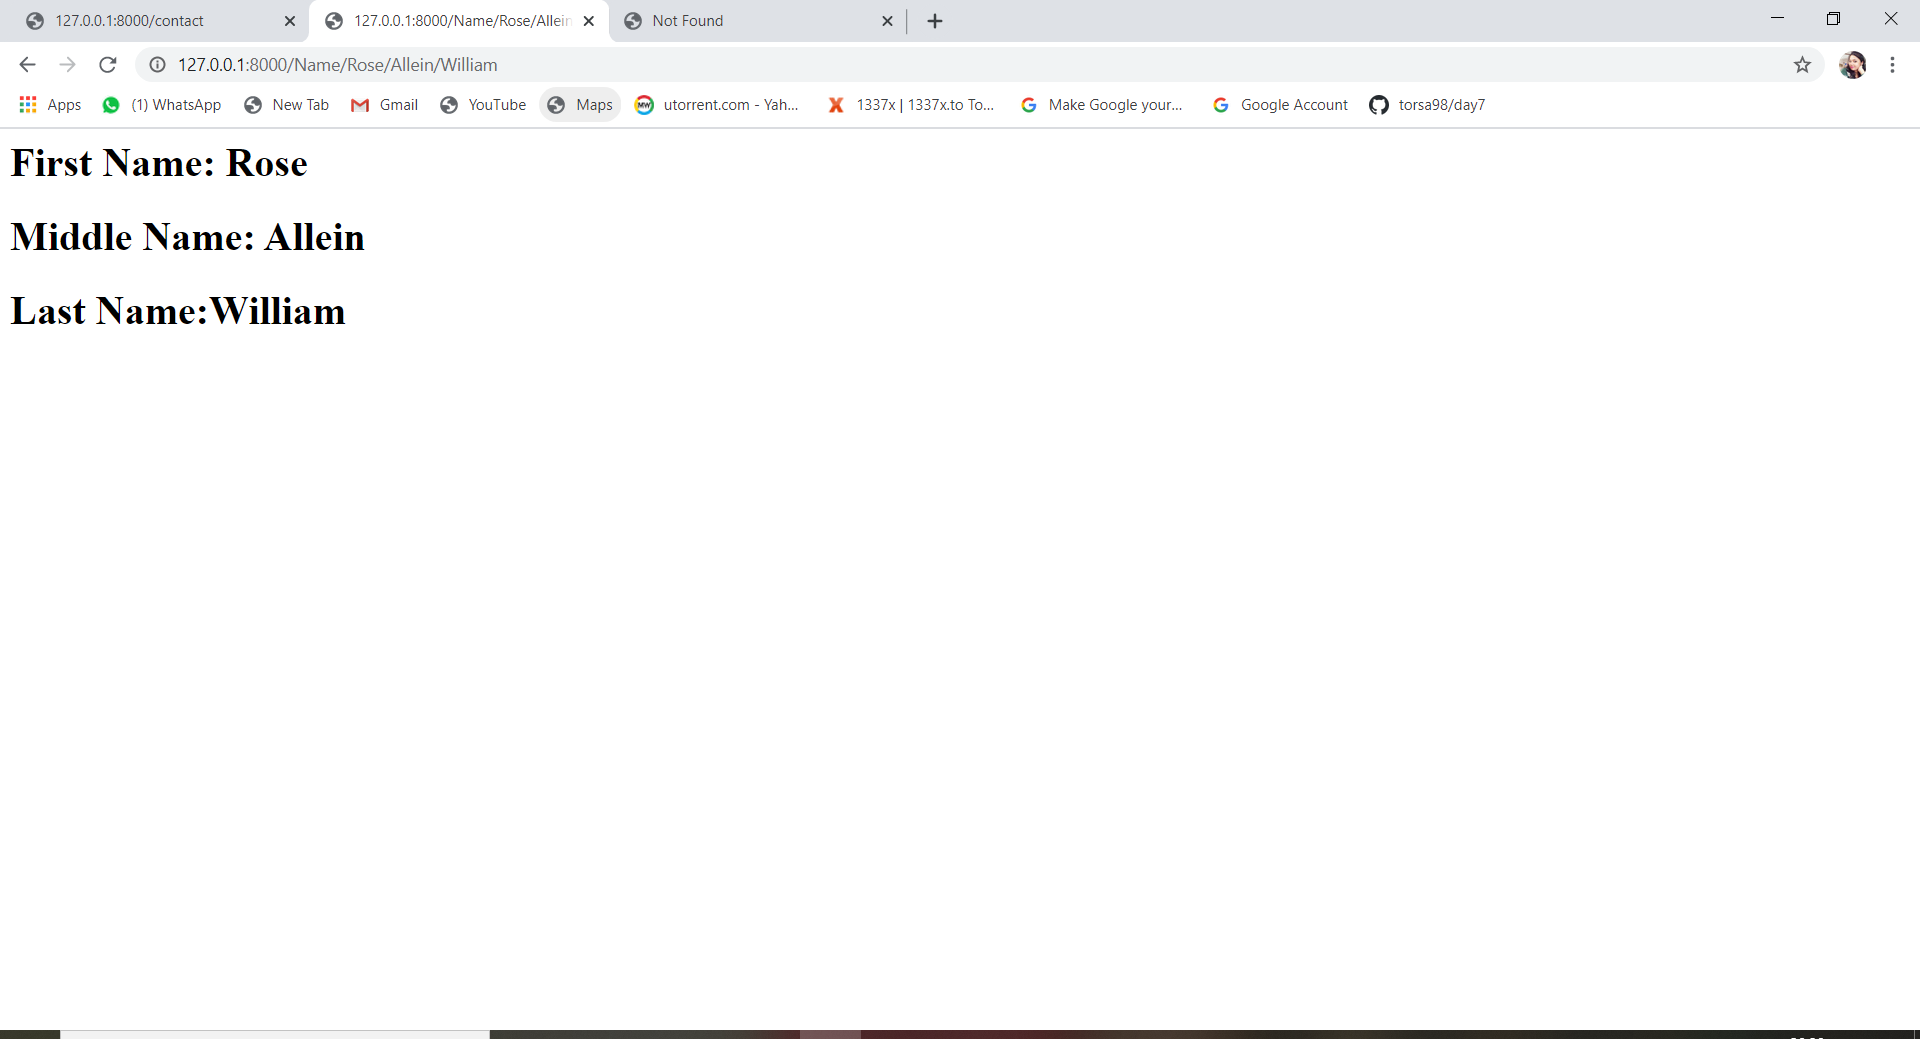 127.0.0.1:8000/contact 127.0.0.1:8000/Name/Rose/Allein Not Found
127.0.0.1:8000/Name/Rose/Allein/William
Apps (1) WhatsApp New Tab Gmail YouTube Maps MW utorrent.com - Yah... 1337x | 1337x.to To... Make Google your... Google Account torsa98/day7
First Name: Rose
Middle Name: Allein
Last Name:William